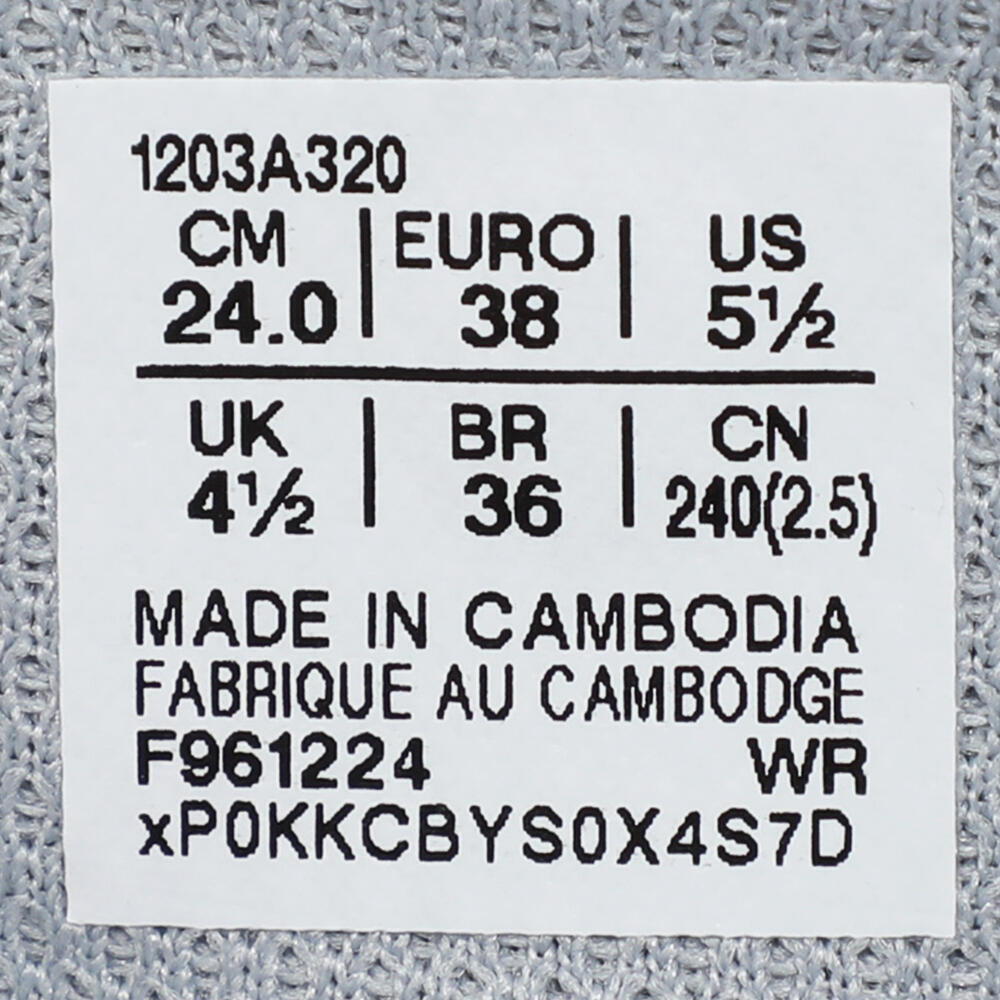 1203A320
CM | EURO | US
24.0 | 38 | 5½
UK | BR | CN
4½ | 36 | 240(2.5)
MADE IN CAMBODIA
FABRIQUE AU CAMBODGE
F961224 WR
xP0KKCBYS0X4S7D